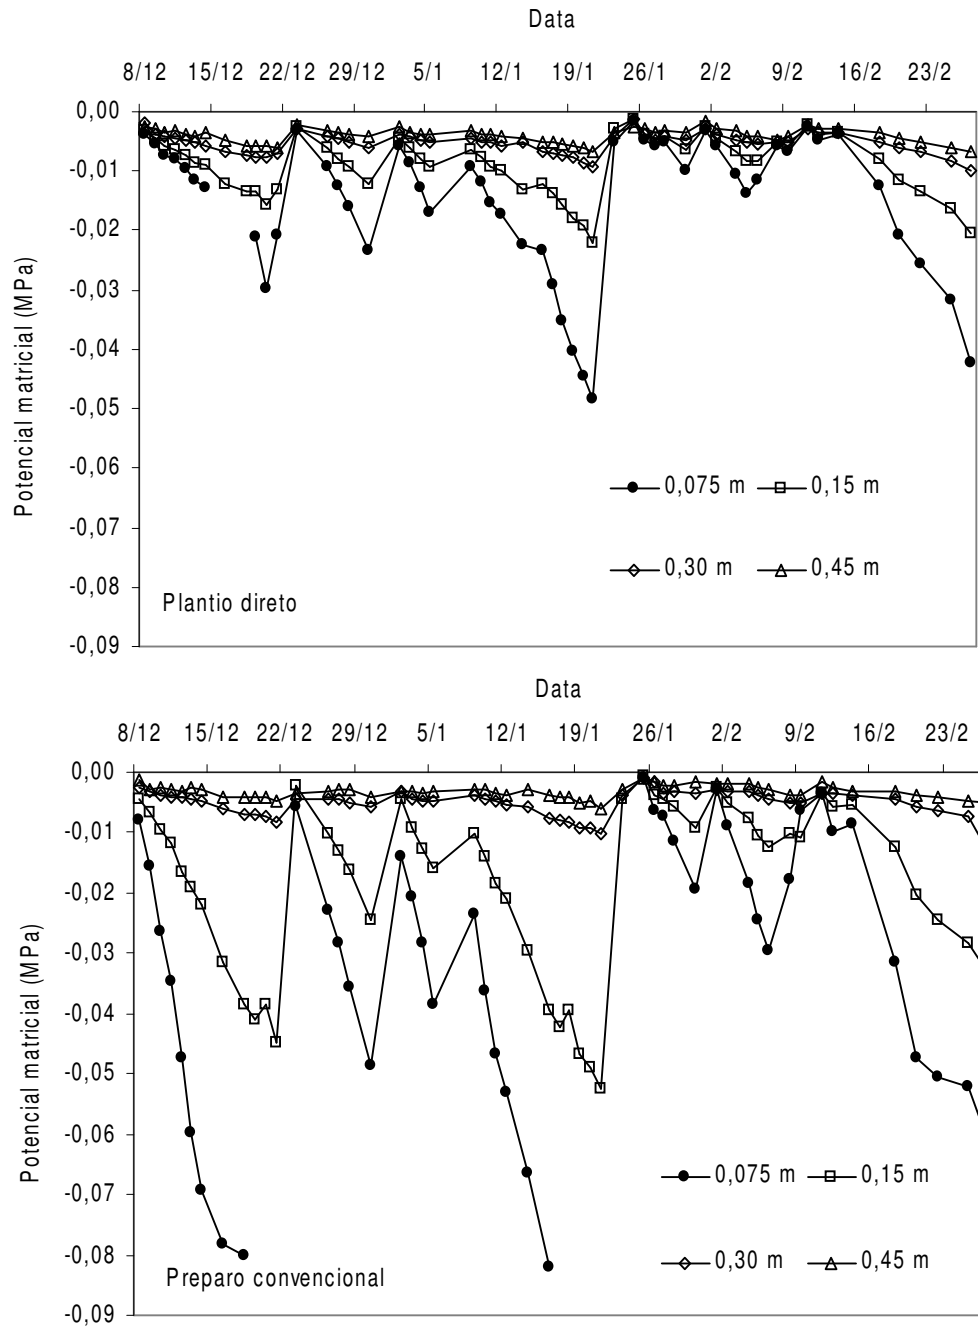 Data
8/12 15/12 22/12 29/12 5/1 12/1 19/1 26/1 2/2 9/2 16/2 23/2
0,00
-0,01
-0,02
-0,03
-0,04
-0,05
-0,06
-0,07
-0,08
-0,09
Potencial matricial (MPa)
0,075 m 0,15 m
0,30 m 0,45 m
Plantio direto
Data
8/12 15/12 22/12 29/12 5/1 12/1 19/1 26/1 2/2 9/2 16/2 23/2
0,00
-0,01
-0,02
-0,03
-0,04
-0,05
-0,06
-0,07
-0,08
-0,09
Potencial matricial (MPa)
0,075 m 0,15 m
0,30 m 0,45 m
Preparo convencional